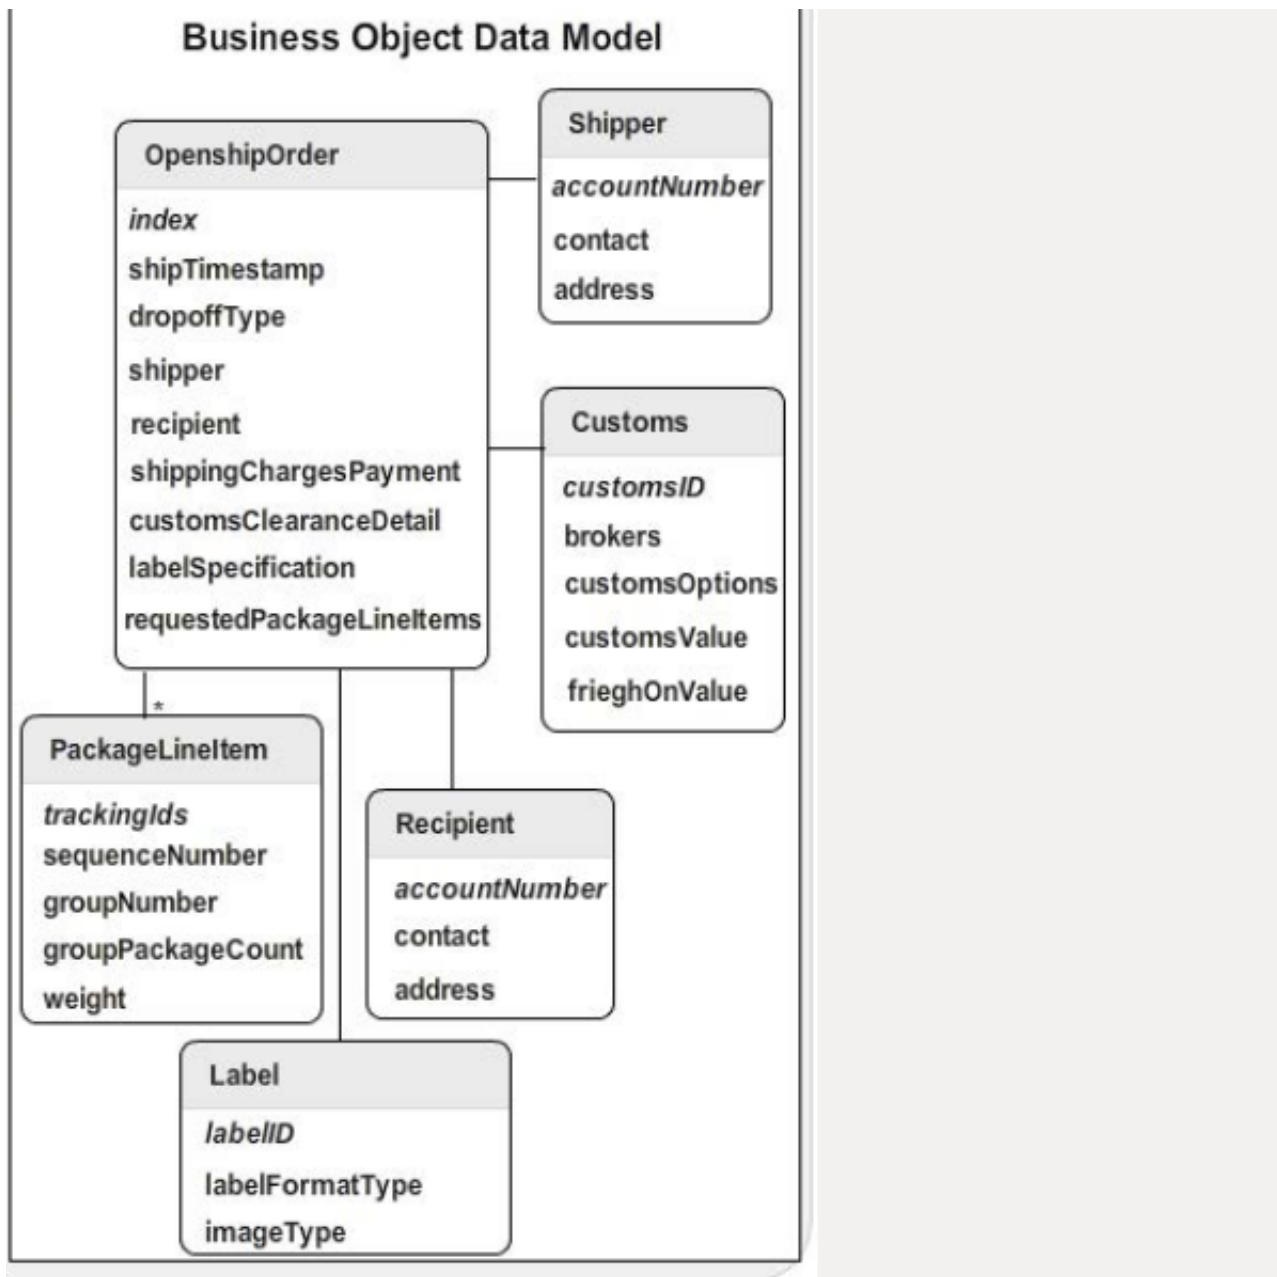 Business Object Data Model
OpenshipOrder
index
shipTimestamp
dropoffType
shipper
recipient
shippingChargesPayment
customsClearanceDetail
labelSpecification
requestedPackageLineItems
Shipper
accountNumber
contact
address
Customs
customsID
brokers
customsOptions
customsValue
frieghOnValue
*
PackageLineItem
trackingIds
sequenceNumber
groupNumber
groupPackageCount
weight
Recipient
accountNumber
contact
address
Label
labelID
labelFormatType
imageType